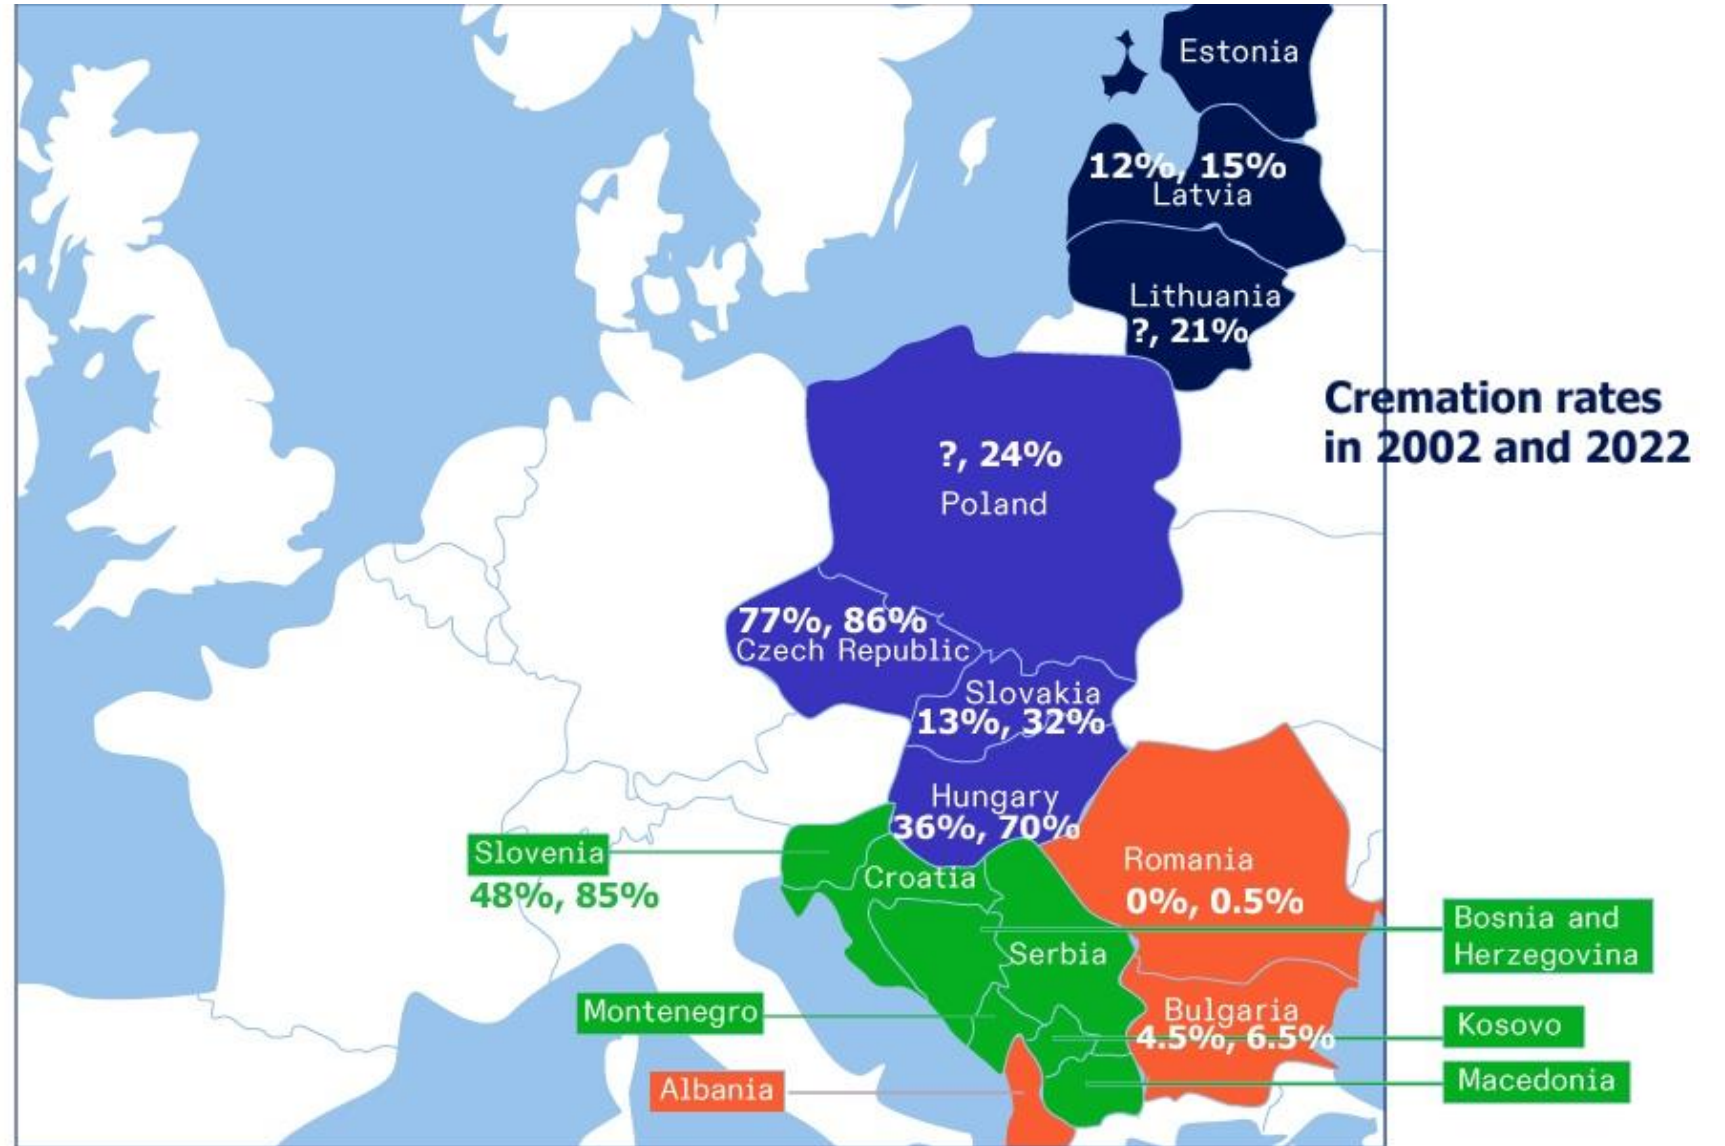 Estonia
12%, 15%
Latvia
Lithuania
?, 21%
Cremation rates
in 2002 and 2022
?, 24%
Poland
77%, 86%
Czech Republic
Slovakia
13%, 32%
Hungary
36%, 70%
Slovenia
48%, 85%
Croatia
Romania
0%, 0.5%
Bosnia and
Herzegovina
Serbia
Montenegro
Bulgaria
4.5%, 6.5%
Kosovo
Albania
Macedonia